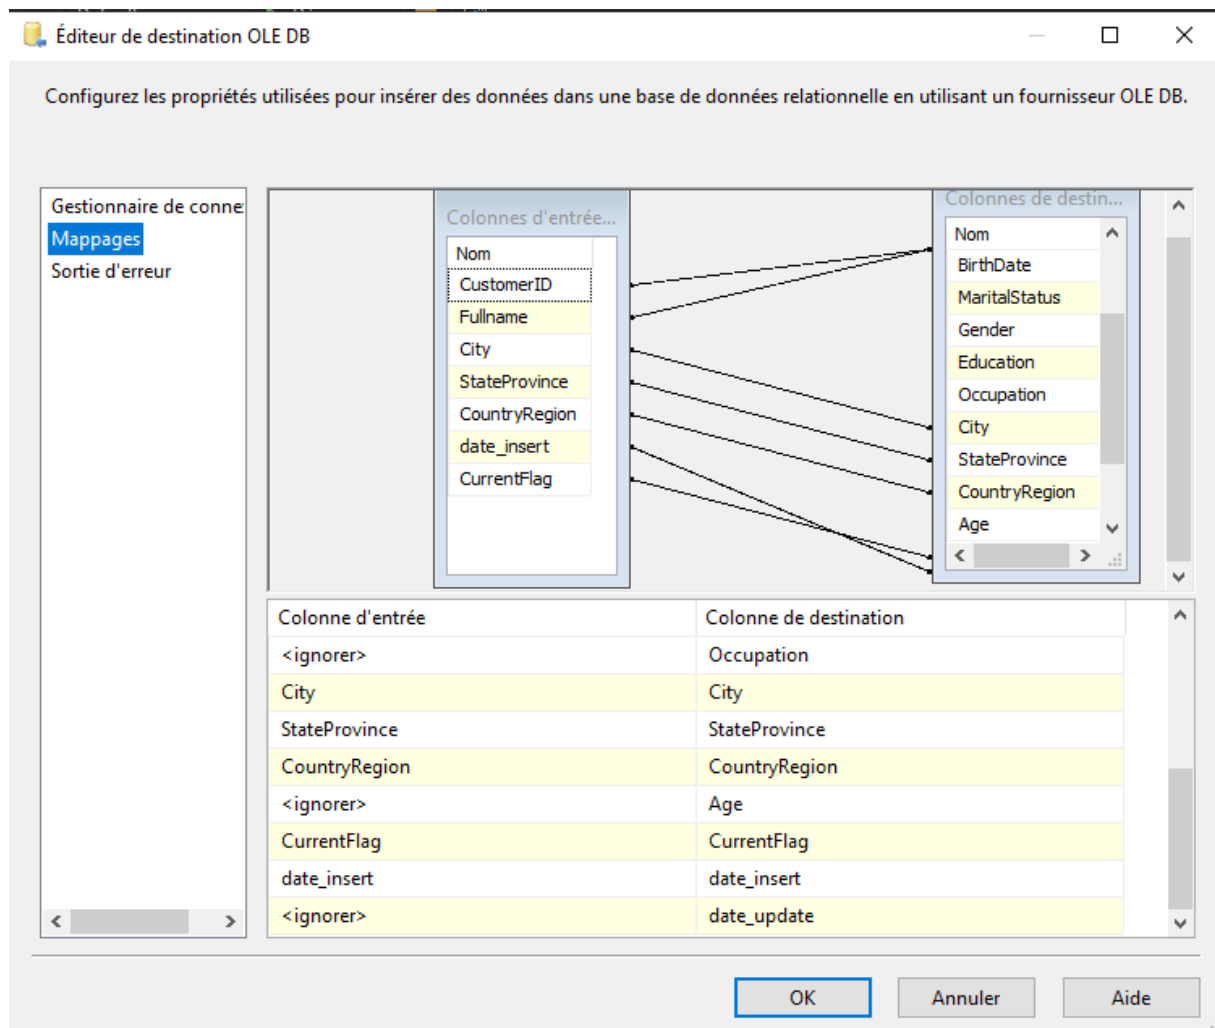 Éditeur de destination OLE DB
Configurez les propriétés utilisées pour insérer des données dans une base de données relationnelle en utilisant un fournisseur OLE DB.
Gestionnaire de conne
Mappages
Sortie d'erreur
Colonnes d'entrée...
Nom
CustomerID
Fullname
City
StateProvince
CountryRegion
date_insert
CurrentFlag
Colonnes de destin...
Nom
BirthDate
MaritalStatus
Gender
Education
Occupation
City
StateProvince
CountryRegion
Age
Colonne d'entrée Colonne de destination
<ignorer> Occupation
City City
StateProvince StateProvince
CountryRegion CountryRegion
<ignorer> Age
CurrentFlag CurrentFlag
date_insert date_insert
<ignorer> date_update
OK Annuler Aide